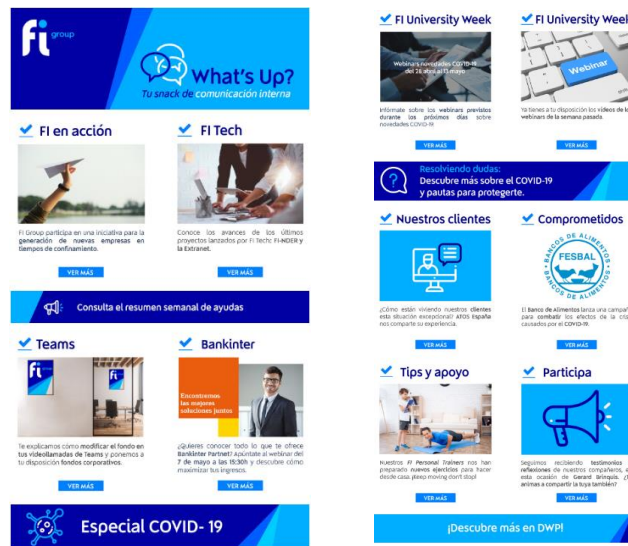 Fi group
What's Up?
Tu snack de comunicación interna
FI en acción
FI Group participa en una iniciativa para la
generación de nuevas empresas en
tiempos de confinamiento.
VER MÁS
FI Tech
Conoce los avances de los últimos
proyectos lanzados por FI Tech: FI-NDER y
la Extranet.
VER MÁS
Consulta el resumen semanal de ayudas
Teams
Fi
Fi
Te explicamos cómo modificar el fondo en
tus videollamadas de Teams y ponemos a
tu disposición fondos corporativos.
VER MÁS
Bankinter
Encontremos
las mejores
soluciones juntos
¿Quieres conocer todo lo que te ofrece
Bankinter Partnet? Apúntate al webinar del
7 de mayo a las 15:30h y descubre cómo
maximizar tus ingresos.
VER MÁS
Especial COVID- 19
FI University Week
Webinars novedades COVID-19
del 28 abril al 13 mayo
Infórmate sobre los webinars previstos
durante los próximos días sobre
novedades COVID-19
VER MÁS
FI University Week
Webinar
Ya tienes a tu disposición los vídeos de los
webinars de la semana pasada.
VER MÁS
Resolviendo dudas:
Descubre más sobre el COVID-19
y pautas para protegerte.
Nuestros clientes
¿Cómo están viviendo nuestros clientes
esta situación excepcional? ATOS España
nos comparte su experiencia.
VER MÁS
Comprometidos
BANCOS DE ALIMENTOS
FESBAL
BANCOS DE ALIMENTOS
El Banco de Alimentos lanza una campaña
para combatir los efectos de la
causados por el COVID-19.
VER MÁS
Tips y apoyo
Nuestros FI Personal Trainers nos han
preparado nuevos ejercicios para hacer
desde casa. ¡Keep moving don't stop!
VER MÁS
Participa
Seguimos recibiendo testimonios
reflexiones de nuestros compañeros,
esta ocasión de Gerard Brinquis.
animas a compartir la tuya también?
VER MÁS
¡Descubre más en DWP!